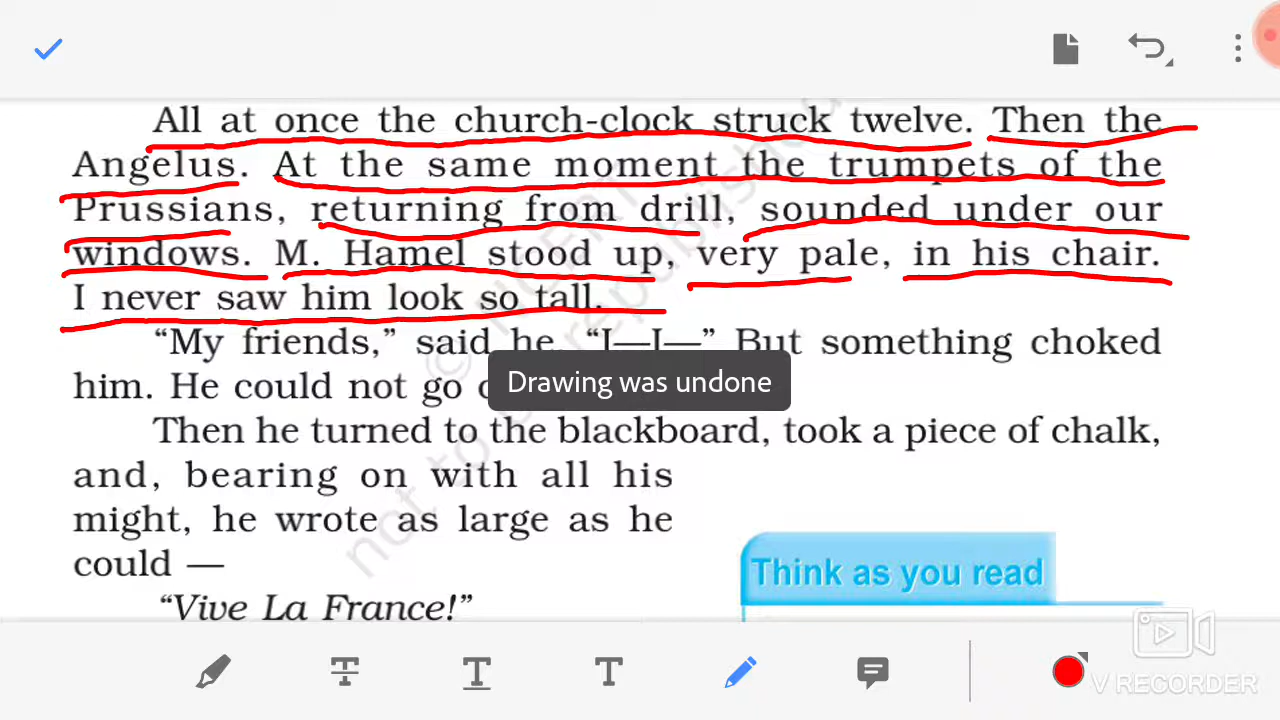 All at once the church-clock struck twelve. Then the
Angelus. At the same moment the trumpets of the
Prussians, returning from drill, sounded under our
windows. M. Hamel stood up, very pale, in his chair.
I never saw him look so tall.
“My friends,” said he, “I—I—” But something choked
him. He could not go
Drawing was undone
Then he turned to the blackboard, took a piece of chalk,
and, bearing on with all his
might, he wrote as large as he
could —
“Vive La France!”
Think as you read
not to be republished
T T T
V RECORDER